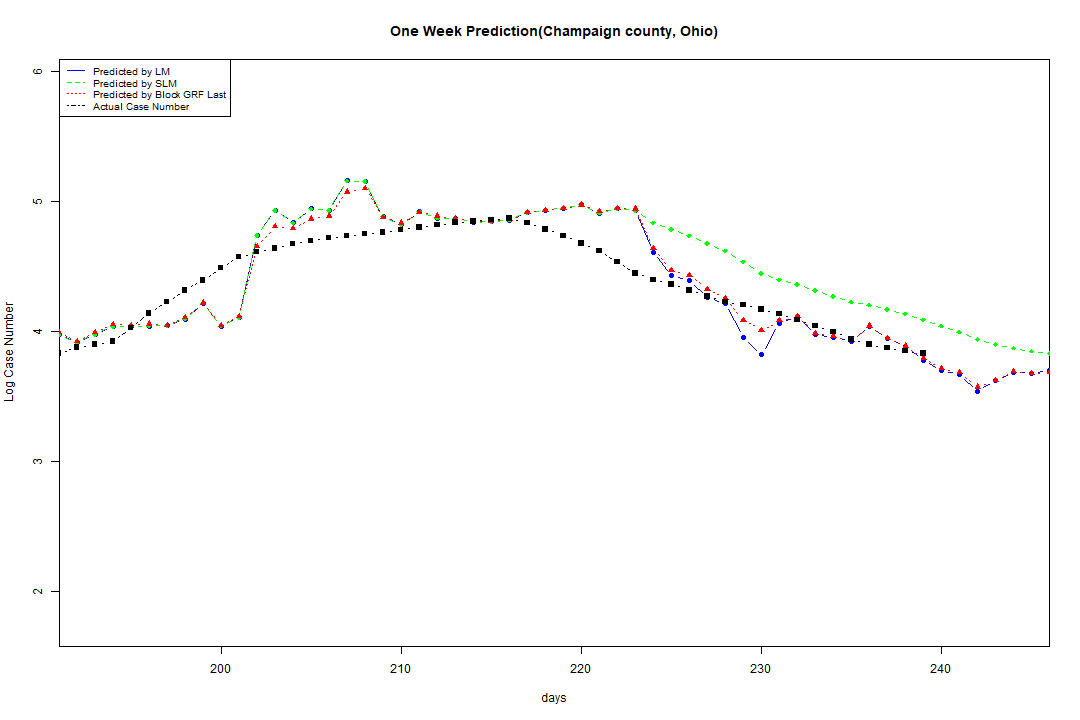 One Week Prediction(Champaign county, Ohio)
Predicted by LM
Predicted by SLM
Predicted by Block GRF Last
Actual Case Number
6
5
4
3
2
Log Case Number
200
210
220
230
240
days